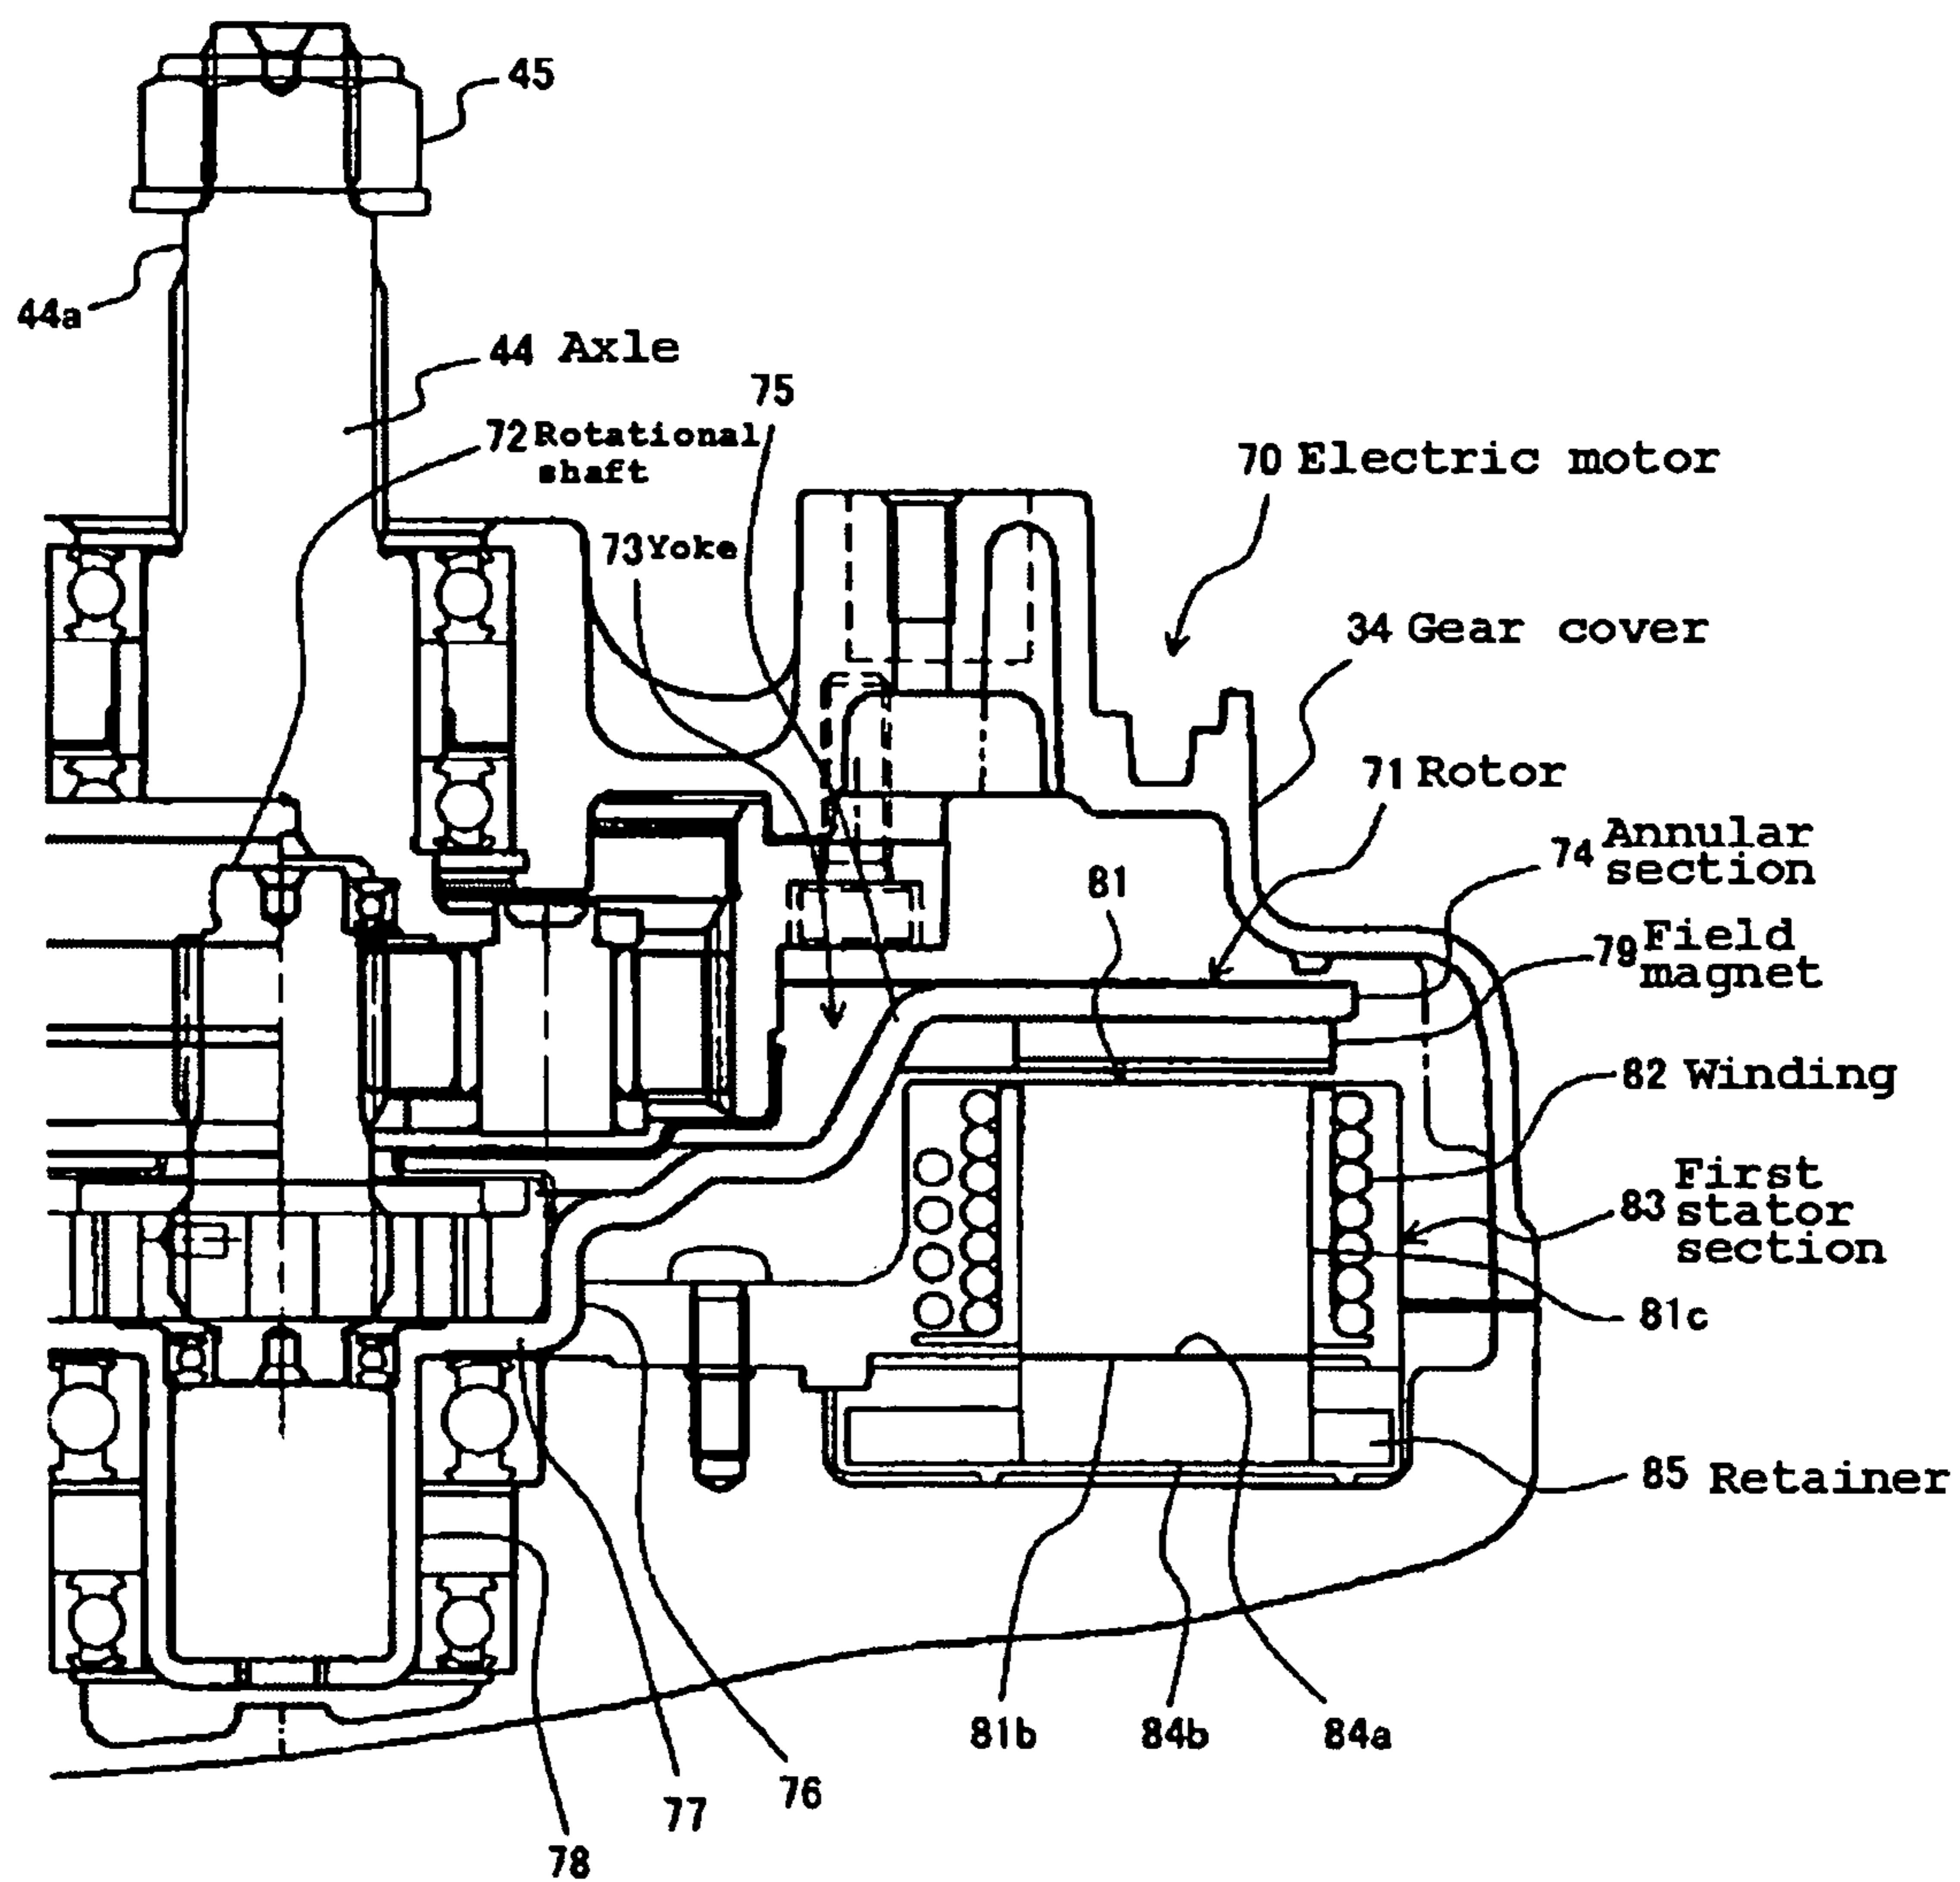 45
44a
44 Axle
75
72 Rotational
shaft
70 Electric motor
73 Yoke
34 Gear cover
71 Rotor
74 Annular
section
81
79 Field
magnet
82 Winding
83 First
stator
section
81c
85 Retainer
81b
84b
84a
76
77
78